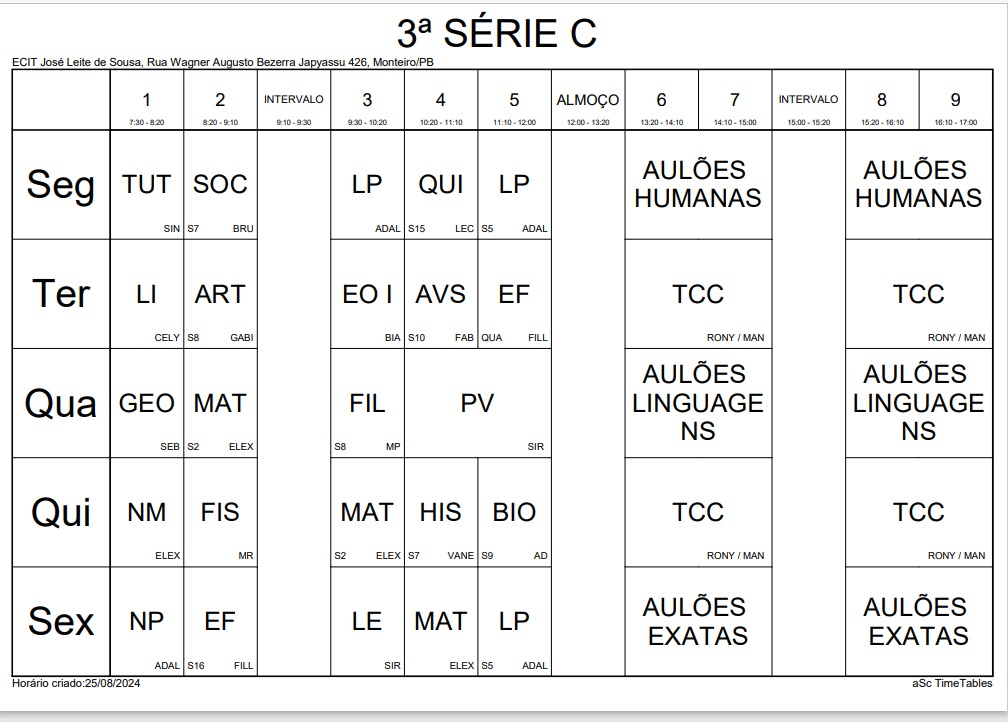 3ª SÉRIE C
ECIT José Leite de Sousa, Rua Wagner Augusto Bezerra Japyassu 426, Monteiro/PB
1 2 INTERVALO 3 4 5 ALMOÇO 6 7 INTERVALO 8 9
7:30 - 8:20 8:20 - 9:10 9:10 - 9:30 9:30 - 10:20 10:20 - 11:10 11:10 - 12:00 12:00 - 13:20 13:20 - 14:10 14:10 - 15:00 15:00 - 15:20 15:20 - 16:10 16:10 - 17:00
Seg TUT SOC LP QUI LP AULÕES HUMANAS AULÕES HUMANAS
SIN S7 BRU ADAL S15 LEC S5 ADAL
Ter LI ART EO I AVS EF TCC TCC
CELY S8 GABI BIA S10 FAB QUA FILL RONY / MAN RONY / MAN
Qua GEO MAT FIL PV AULÕES LINGUAGE NS AULÕES LINGUAGE NS
SEB S2 ELEX S8 MP SIR
Qui NM FIS MAT HIS BIO TCC TCC
ELEX MR S2 ELEX S7 VANE S9 AD RONY / MAN RONY / MAN
Sex NP EF LE MAT LP AULÕES EXATAS AULÕES EXATAS
ADAL S16 FILL SIR ELEX S5 ADAL
Horário criado:25/08/2024 aSc TimeTables